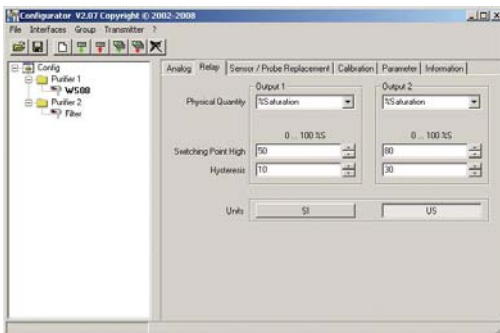 Configurator V2.07 Copyright © 2002-2008
File Interfaces Group Transmitter ?
Config
Purifier 1
WS08
Purifier 2
Filter
Analog Relay Sensor / Probe Replacement Calibration Parameter Information
Output 1 Output 2
Physical Quantity %Saturation %Saturation
0 ... 100 %S 0 ... 100 %S
Switching Point High 50 80
Hysteresis 10 30
Units SI US